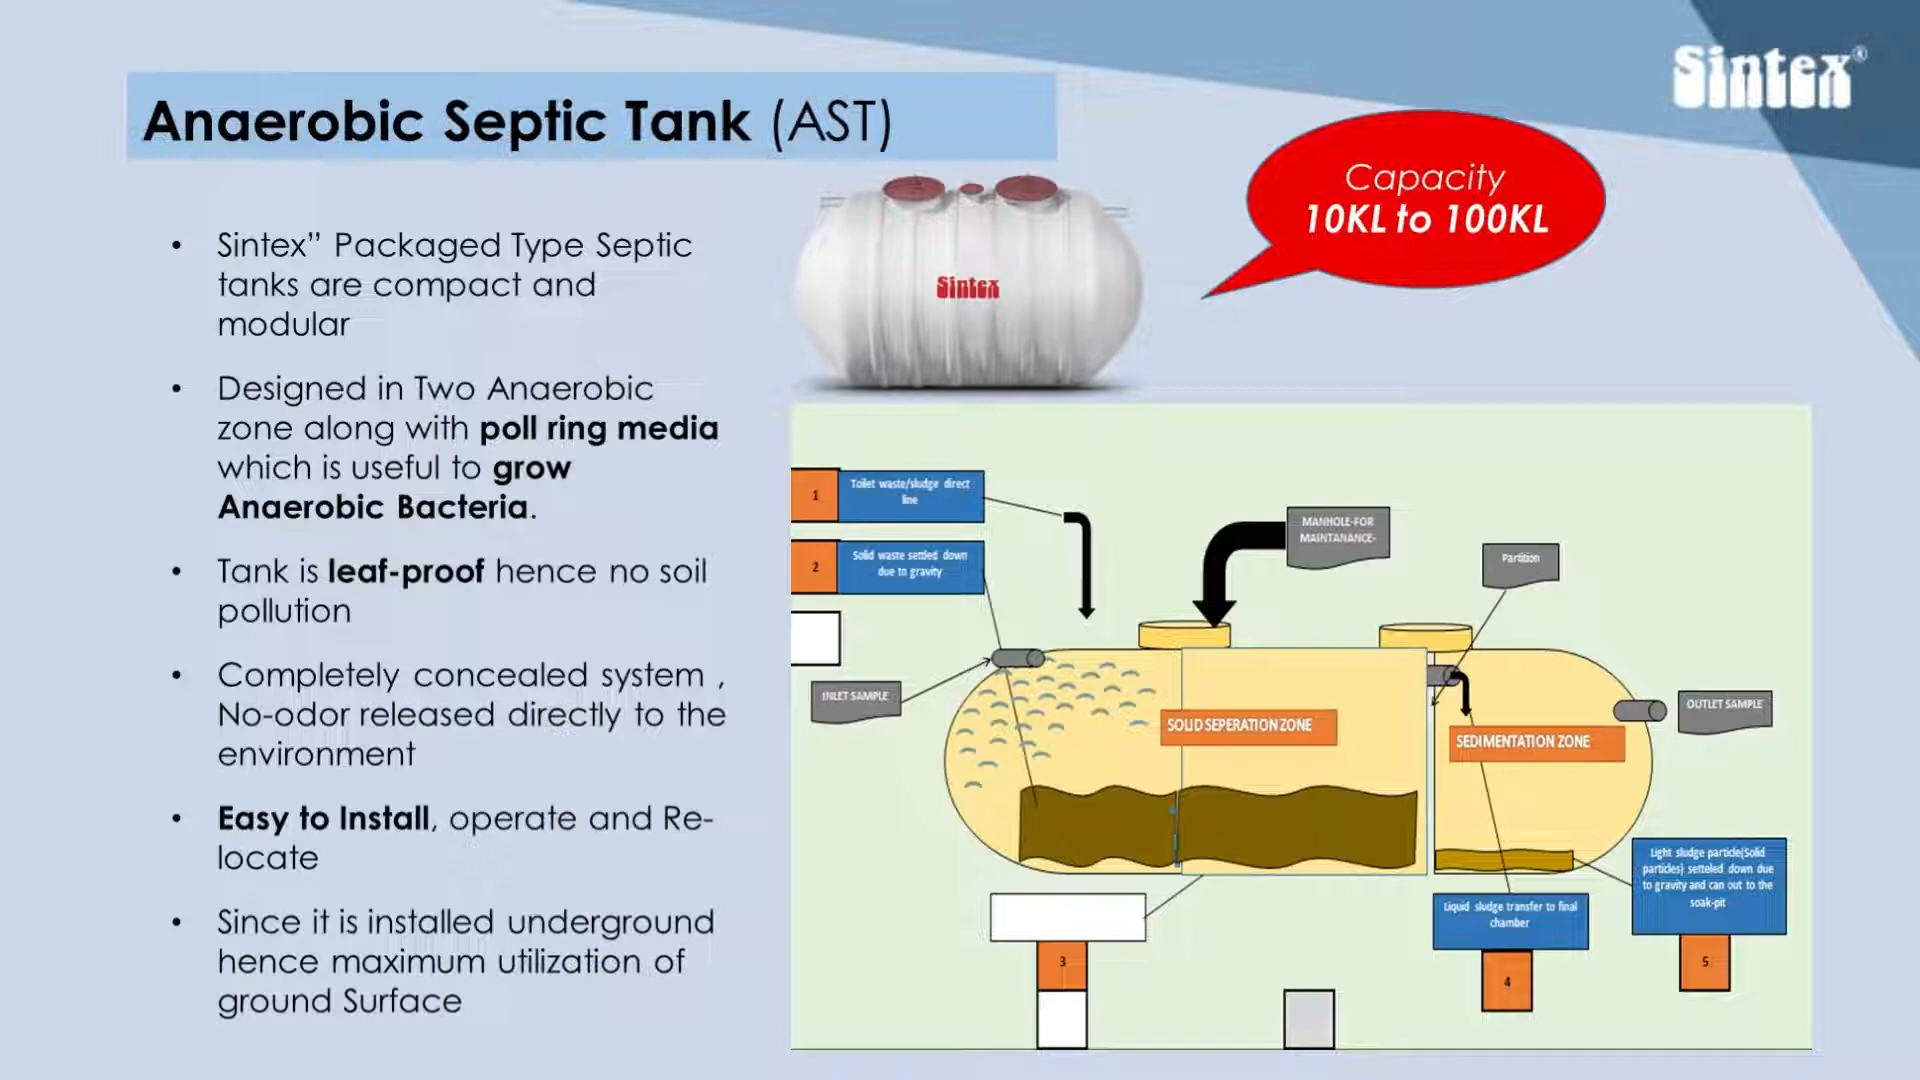 Sintex®
Anaerobic Septic Tank (AST)
Capacity
10KL to 100KL
• Sintex” Packaged Type Septic
tanks are compact and
modular
• Designed in Two Anaerobic
zone along with poll ring media
which is useful to grow
Anaerobic Bacteria.
• Tank is leaf-proof hence no soil
pollution
• Completely concealed system ,
No-odor released directly to the
environment
• Easy to Install, operate and Re-
locate
• Since it is installed underground
hence maximum utilization of
ground Surface
Sintex
1
Toilet waste/sludge direct
line
2
Solid waste settled down
due to gravity
MANHOLE-FOR
MAINTANANCE-
Partition
INLET SAMPLE
SOLID SEPERATION ZONE
SEDIMENTATION ZONE
OUTLET SAMPLE
3
Liquid sludge transfer to final
chamber
4
Light sludge particle(Solid
particles) setteled down due
to gravity and can out to the
soak-pit
5